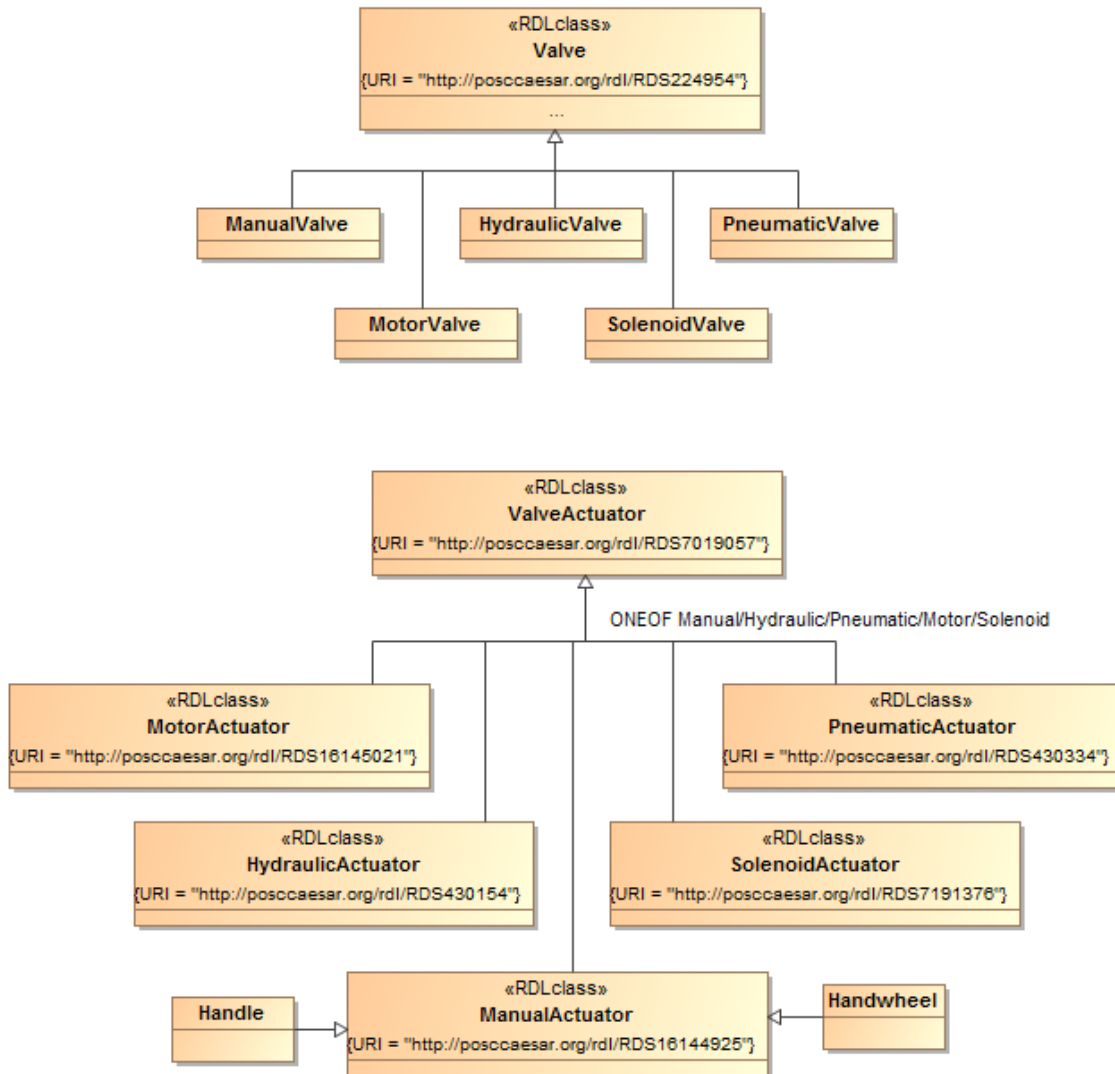 «RDLclass»
Valve
{URI = "http://posccaesar.org/rdl/RDS224954"}
...
ManualValve
HydraulicValve
PneumaticValve
MotorValve
SolenoidValve
«RDLclass»
ValveActuator
{URI = "http://posccaesar.org/rdl/RDS7019057"}
ONEOF Manual/Hydraulic/Pneumatic/Motor/Solenoid
«RDLclass»
MotorActuator
{URI = "http://posccaesar.org/rdl/RDS16145021"}
«RDLclass»
PneumaticActuator
{URI = "http://posccaesar.org/rdl/RDS430334"}
«RDLclass»
HydraulicActuator
{URI = "http://posccaesar.org/rdl/RDS430154"}
«RDLclass»
SolenoidActuator
{URI = "http://posccaesar.org/rdl/RDS7191376"}
Handle
«RDLclass»
ManualActuator
{URI = "http://posccaesar.org/rdl/RDS16144925"}
Handwheel